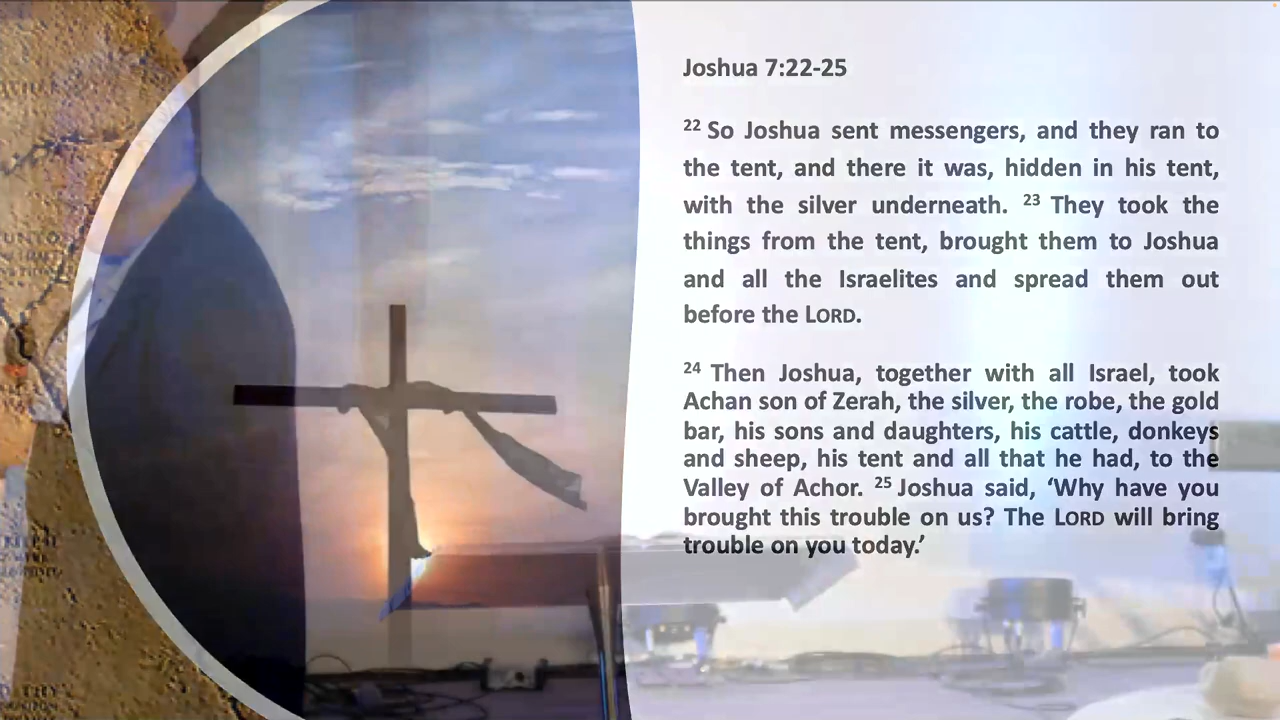 Joshua 7:22-25
22 So Joshua sent messengers, and they ran to
the tent, and there it was, hidden in his tent,
with the silver underneath. 23 They took the
things from the tent, brought them to Joshua
and all the Israelites and spread them out
before the LORD.
24 Then Joshua, together with all Israel, took
Achan son of Zerah, the silver, the robe, the gold
bar, his sons and daughters, his cattle, donkeys
and sheep, his tent and all that he had, to the
Valley of Achor. 25 Joshua said, ‘Why have you
brought this trouble on us? The LORD will bring
trouble on you today.’